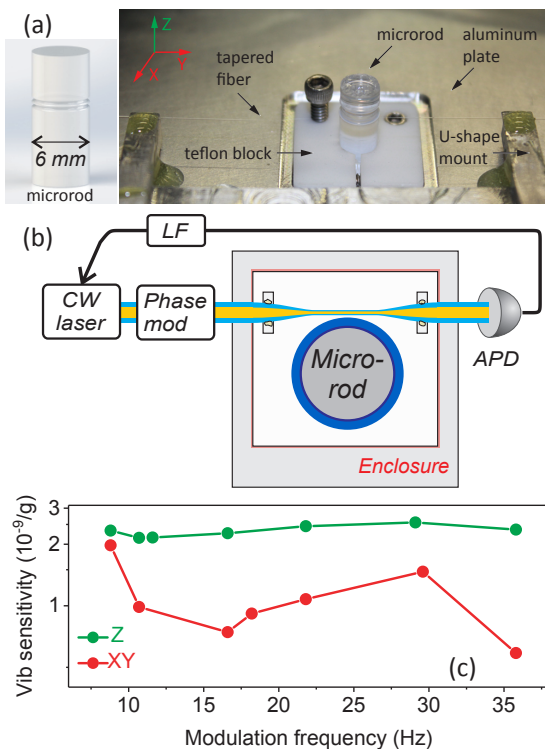 (a)
6 mm
microrod
Z
X
Y
tapered
fiber
microrod
aluminum
plate
teflon block
U-shape
mount
(b)
LF
CW
laser
Phase
mod
Micro-
rod
APD
Enclosure
Vib sensitivity (10⁻⁹/g)
3
2
1
Z
XY
(c)
10 15 20 25 30 35
Modulation frequency (Hz)